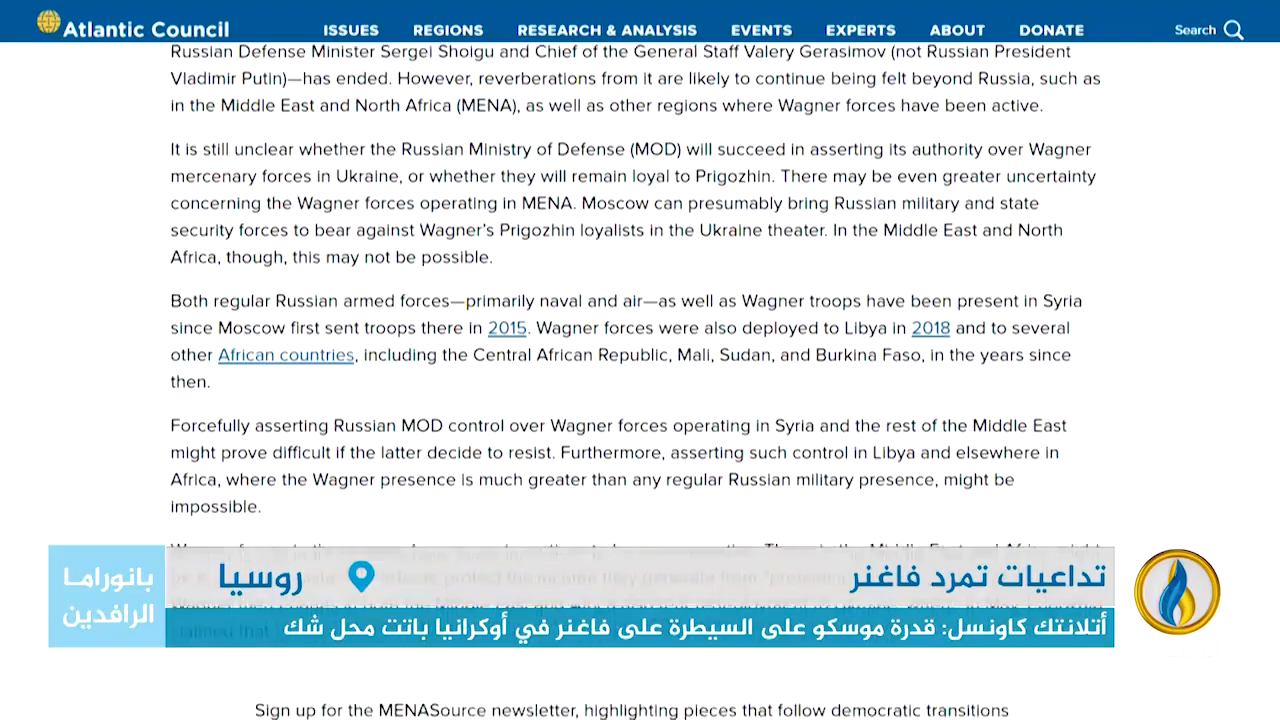 Atlantic Council
ISSUES REGIONS RESEARCH & ANALYSIS EVENTS EXPERTS ABOUT DONATE Search
Russian Defense Minister Sergei Shoigu and Chief of the General Staff Valery Gerasimov (not Russian President
Vladimir Putin)—has ended. However, reverberations from it are likely to continue being felt beyond Russia, such as
in the Middle East and North Africa (MENA), as well as other regions where Wagner forces have been active.
It is still unclear whether the Russian Ministry of Defense (MOD) will succeed in asserting its authority over Wagner
mercenary forces in Ukraine, or whether they will remain loyal to Prigozhin. There may be even greater uncertainty
concerning the Wagner forces operating in MENA. Moscow can presumably bring Russian military and state
security forces to bear against Wagner’s Prigozhin loyalists in the Ukraine theater. In the Middle East and North
Africa, though, this may not be possible.
Both regular Russian armed forces—primarily naval and air—as well as Wagner troops have been present in Syria
since Moscow first sent troops there in 2015. Wagner forces were also deployed to Libya in 2018 and to several
other African countries, including the Central African Republic, Mali, Sudan, and Burkina Faso, in the years since
then.
Forcefully asserting Russian MOD control over Wagner forces operating in Syria and the rest of the Middle East
might prove difficult if the latter decide to resist. Furthermore, asserting such control in Libya and elsewhere in
Africa, where the Wagner presence is much greater than any regular Russian military presence, might be
impossible.
تداعيات تمرد فاغنر
روسيا
بانوراما
الرافدين
أتلانتك كاونسل: قدرة موسكو على السيطرة على فاغنر في أوكرانيا باتت محل شك
Sign up for the MENASource newsletter, highlighting pieces that follow democratic transitions